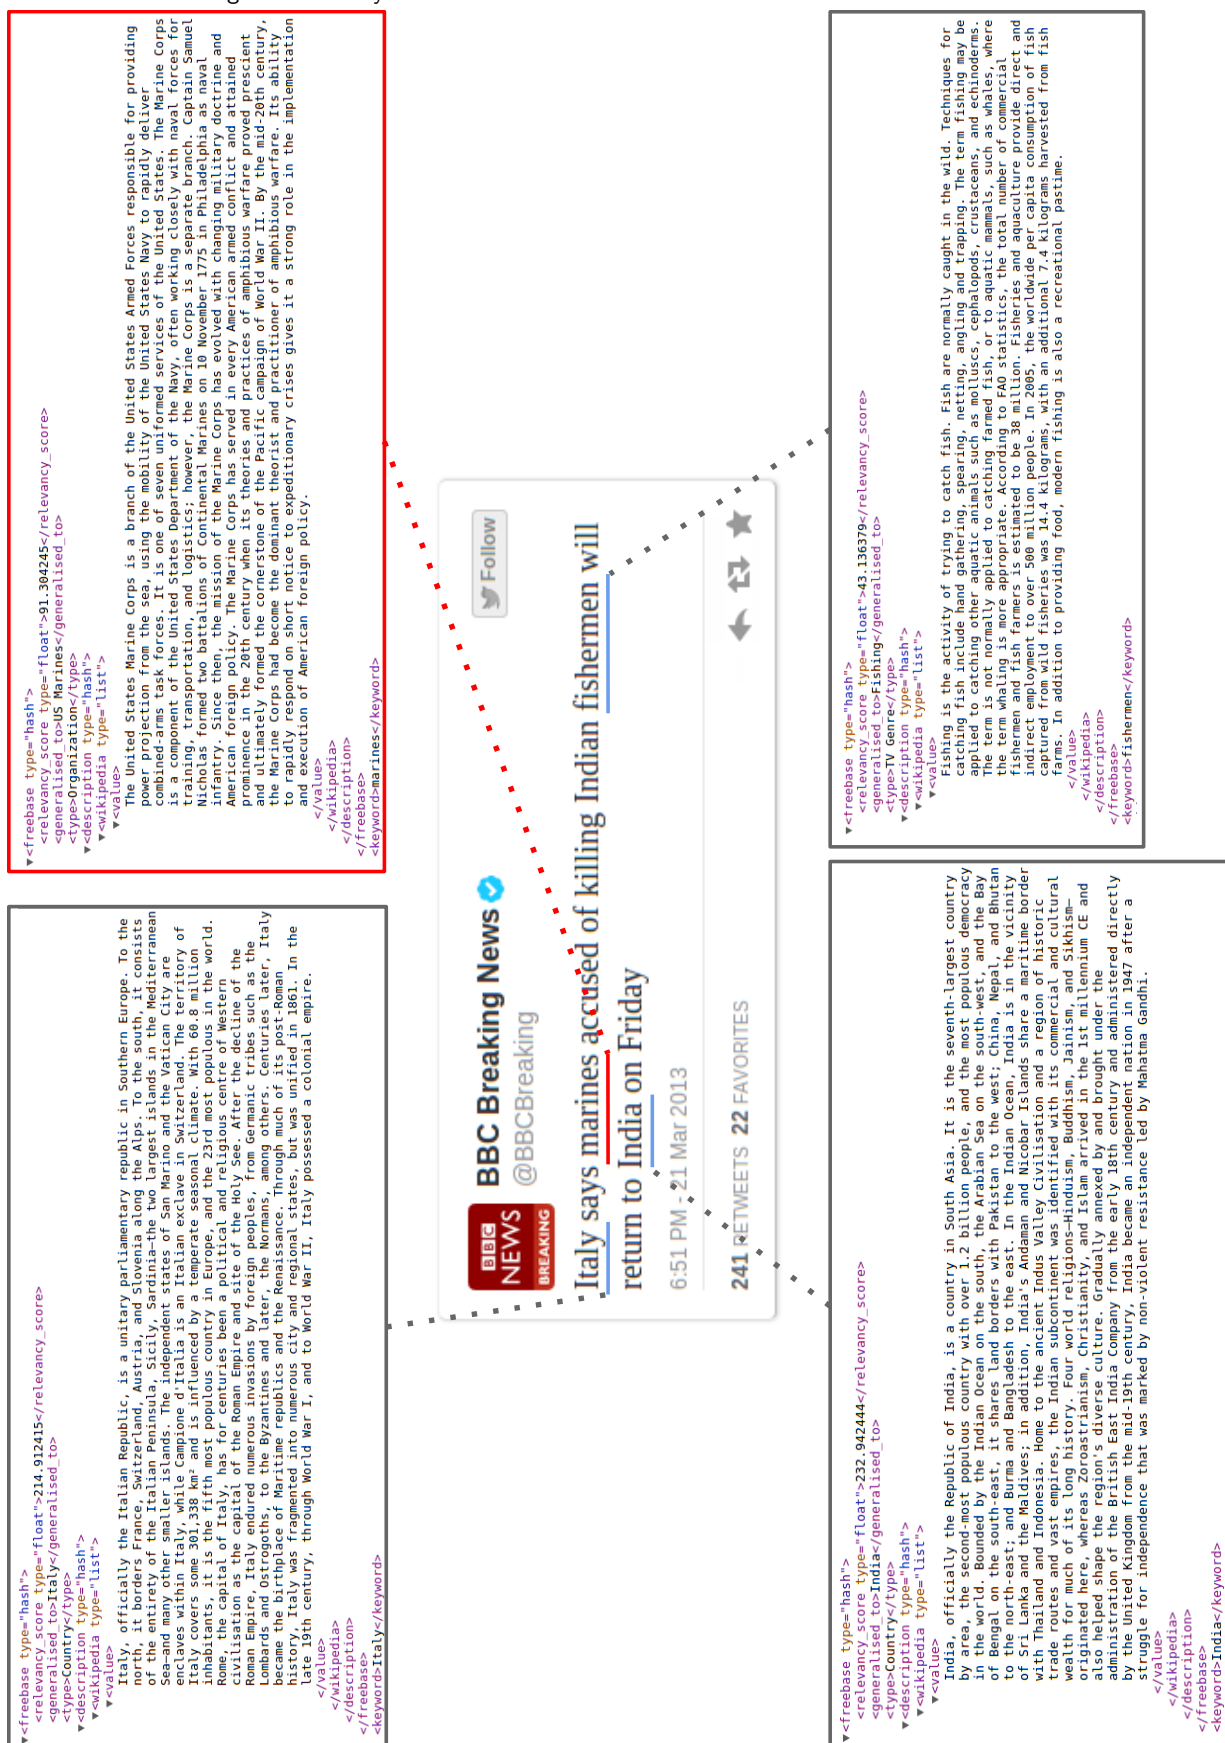 <freebase type="hash">
<relevancy_score type="float">214.912415</relevancy_score>
<generalised_to>Italy</generalised_to>
<type>Country</type>
▼<description type="hash">
▼<wikipedia type="list">
▼<value>
Italy, officially the Italian Republic, is a unitary parliamentary republic in Southern Europe. To the
north, it borders France, Switzerland, Austria, and Slovenia along the Alps. To the south, it consists
of the entirety of the Italian Peninsula, Sicily, Sardinia—the two largest islands in the Mediterranean
Sea—and many other smaller islands. The independent states of San Marino and the Vatican City are
enclaves within Italy, while Campione d'Italia is an Italian exclave in Switzerland. The territory of
Italy covers some 301,338 km² and is influenced by a temperate seasonal climate. With 60.8 million
inhabitants, it is the fifth most populous country in Europe, and the 23rd most populous in the world.
Rome, the capital of Italy, has for centuries been a political and religious centre of Western
civilisation as the capital of the Roman Empire and site of the Holy See. After the decline of the
Roman Empire, Italy endured numerous invasions by foreign peoples, from Germanic tribes such as the
Lombards and Ostrogoths, to the Byzantines and later, the Normans, among others. Centuries later, Italy
became the birthplace of Maritime republics and the Renaissance. Through much of its post-Roman
history, Italy was fragmented into numerous city and regional states, but was unified in 1861. In the
late 19th century, through World War I, and to World War II, Italy possessed a colonial empire.
</value>
</wikipedia>
</description>
</freebase>
<keyword>Italy</keyword>
▼<freebase type="hash">
<relevancy_score type="float">91.304245</relevancy_score>
<generalised_to>US Marines</generalised_to>
<type>Organization</type>
▼<description type="hash">
▼<wikipedia type="list">
▼<value>
The United States Marine Corps is a branch of the United States Armed Forces responsible for providing
power projection from the sea, using the mobility of the United States Navy to rapidly deliver
combined-arms task forces. It is one of seven uniformed services of the United States. The Marine Corps
is a component of the United States Department of the Navy, often working closely with naval forces for
training, transportation, and logistics; however, the Marine Corps is a separate branch. Captain Samuel
Nicholas formed two battalions of Continental Marines on 10 November 1775 in Philadelphia as naval
infantry. Since then, the mission of the Marine Corps has evolved with changing military doctrine and
American foreign policy. The Marine Corps has served in every American armed conflict and attained
prominence in the 20th century when its theories and practices of amphibious warfare proved prescient
and ultimately formed the cornerstone of the Pacific campaign of World War II. By the mid-20th century,
the Marine Corps had become the dominant theorist and practitioner of amphibious warfare. Its ability
to rapidly respond on short notice to expeditionary crises gives it a strong role in the implementation
and execution of American foreign policy.
</value>
</wikipedia>
</description>
</freebase>
<keyword>marines</keyword>
BBC
NEWS
BREAKING
BBC Breaking News
@BBCBreaking
Follow
Italy says marines accused of killing Indian fishermen will
return to India on Friday
6:51 PM - 21 Mar 2013
241 RETWEETS 22 FAVORITES
▼<freebase type="hash">
<relevancy_score type="float">232.942444</relevancy_score>
<generalised_to>India</generalised_to>
<type>Country</type>
▼<description type="hash">
▼<wikipedia type="list">
▼<value>
India, officially the Republic of India, is a country in South Asia. It is the seventh-largest country
by area, the second-most populous country with over 1.2 billion people, and the most populous democracy
in the world. Bounded by the Indian Ocean on the south, the Arabian Sea on the south-west, and the Bay
of Bengal on the south-east, it shares land borders with Pakistan to the west; China, Nepal, and Bhutan
to the north-east; and Burma and Bangladesh to the east. In the Indian Ocean, India is in the vicinity
of Sri Lanka and the Maldives; in addition, India's Andaman and Nicobar Islands share a maritime border
with Thailand and Indonesia. Home to the ancient Indus Valley Civilisation and a region of historic
trade routes and vast empires, the Indian subcontinent was identified with its commercial and cultural
wealth for much of its long history. Four world religions—Hinduism, Buddhism, Jainism, and Sikhism—
originated here, whereas Zoroastrianism, Christianity, and Islam arrived in the 1st millennium CE and
also helped shape the region's diverse culture. Gradually annexed by and brought under the
administration of the British East India Company from the early 18th century and administered directly
by the United Kingdom from the mid-19th century, India became an independent nation in 1947 after a
struggle for independence that was marked by non-violent resistance led by Mahatma Gandhi.
</value>
</wikipedia>
</description>
</freebase>
<keyword>India</keyword>
▼<freebase type="hash">
<relevancy_score type="float">43.136379</relevancy_score>
<generalised_to>Fishing</generalised_to>
<type>TV Genre</type>
▼<description type="hash">
▼<wikipedia type="list">
▼<value>
Fishing is the activity of trying to catch fish. Fish are normally caught in the wild. Techniques for
catching fish include hand gathering, spearing, netting, angling and trapping. The term fishing may be
applied to catching other aquatic animals such as molluscs, cephalopods, crustaceans, and echinoderms.
The term is not normally applied to catching farmed fish, or to aquatic mammals, such as whales, where
the term whaling is more appropriate. According to FAO statistics, the total number of commercial
fishermen and fish farmers is estimated to be 38 million. Fisheries and aquaculture provide direct and
indirect employment to over 500 million people. In 2005, the worldwide per capita consumption of fish
captured from wild fisheries was 14.4 kilograms, with an additional 7.4 kilograms harvested from fish
farms. In addition to providing food, modern fishing is also a recreational pastime.
</value>
</wikipedia>
</description>
</freebase>
<keyword>fishermen</keyword>